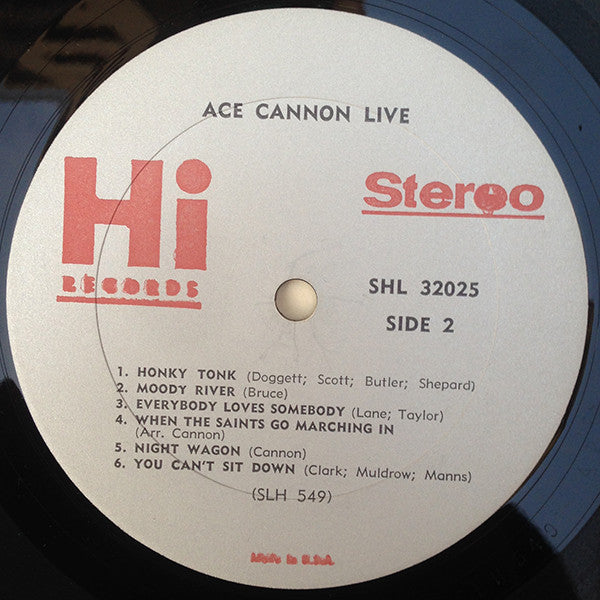 ACE CANNON LIVE
Hi
RECORDS
Stereo
SHL 32025
SIDE 2
1. HONKY TONK (Doggett; Scott; Butler; Shepard)
2. MOODY RIVER (Bruce)
3. EVERYBODY LOVES SOMEBODY (Lane; Taylor)
4. WHEN THE SAINTS GO MARCHING IN
(Arr. Cannon)
5. NIGHT WAGON (Cannon)
6. YOU CAN'T SIT DOWN (Clark; Muldrow; Manns)
(SLH 549)
Made in U.S.A.